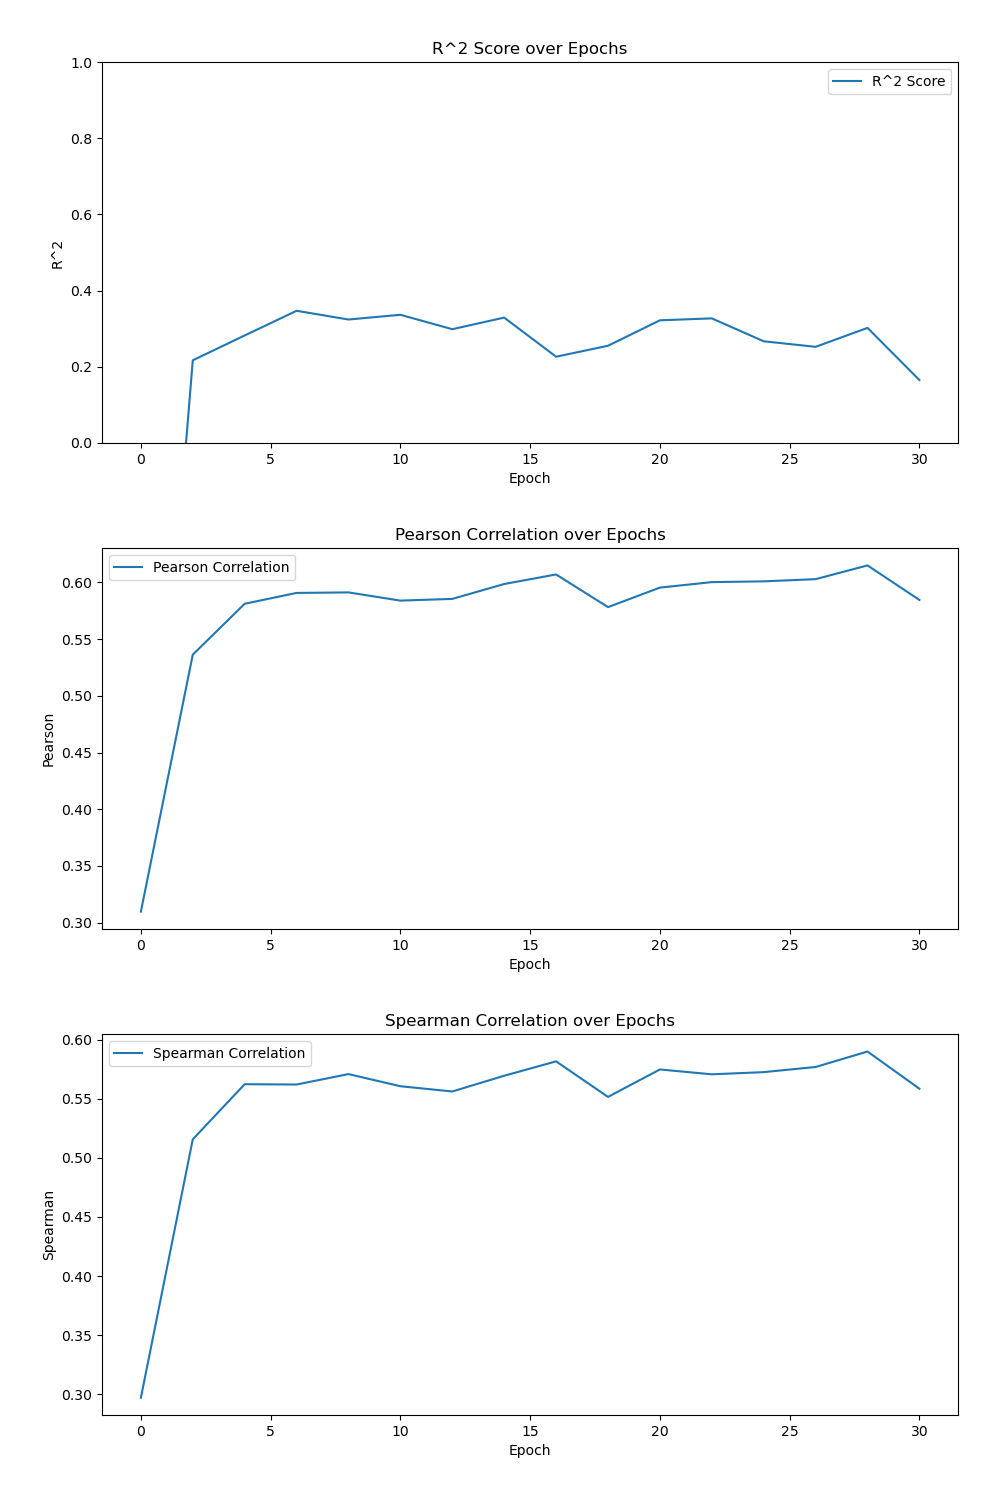 R^2 Score over Epochs
1.0
R^2 Score
0.8
0.6
R^2
0.4
0.2
0.0
0 5 10 15 20 25 30
Epoch
Pearson Correlation over Epochs
Pearson Correlation
0.60
0.55
0.50
Pearson
0.45
0.40
0.35
0.30
0 5 10 15 20 25 30
Epoch
Spearman Correlation over Epochs
0.60
Spearman Correlation
0.55
0.50
Spearman
0.45
0.40
0.35
0.30
0 5 10 15 20 25 30
Epoch